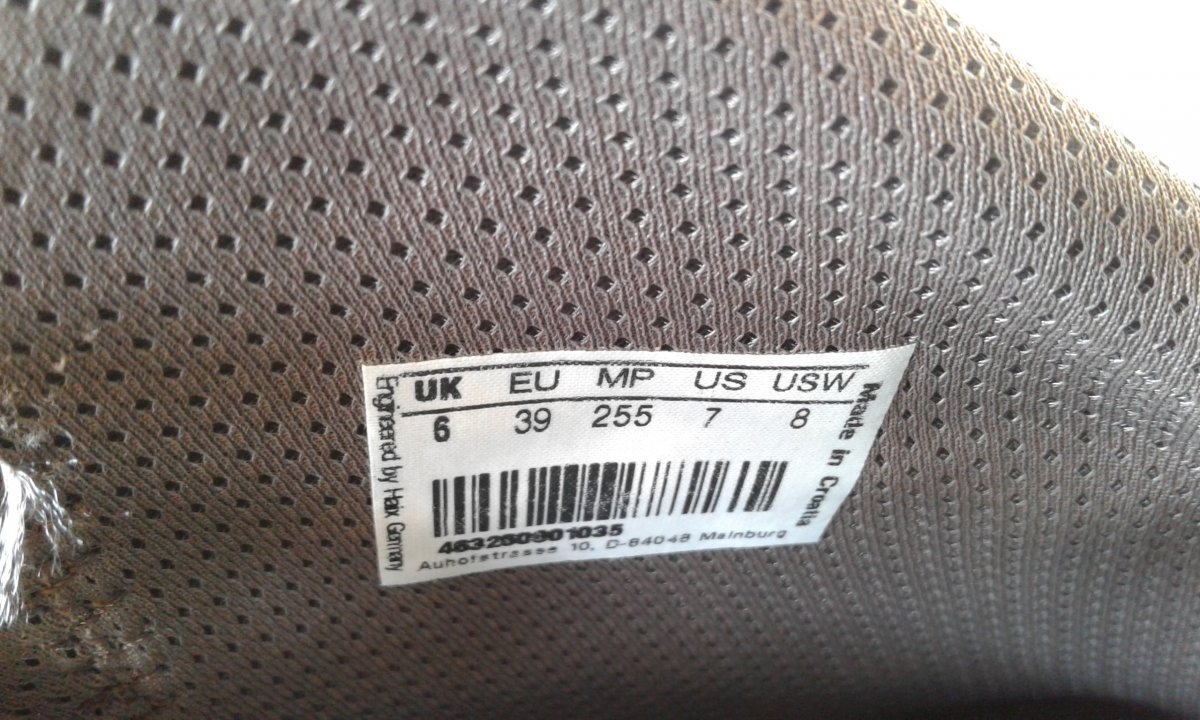 UK EU MP US USW
6 39 255 7 8
463260901035
Auhofstrasse 10, D-84048 Mainburg
Engineered by Haix, Germany
Made in Croatia